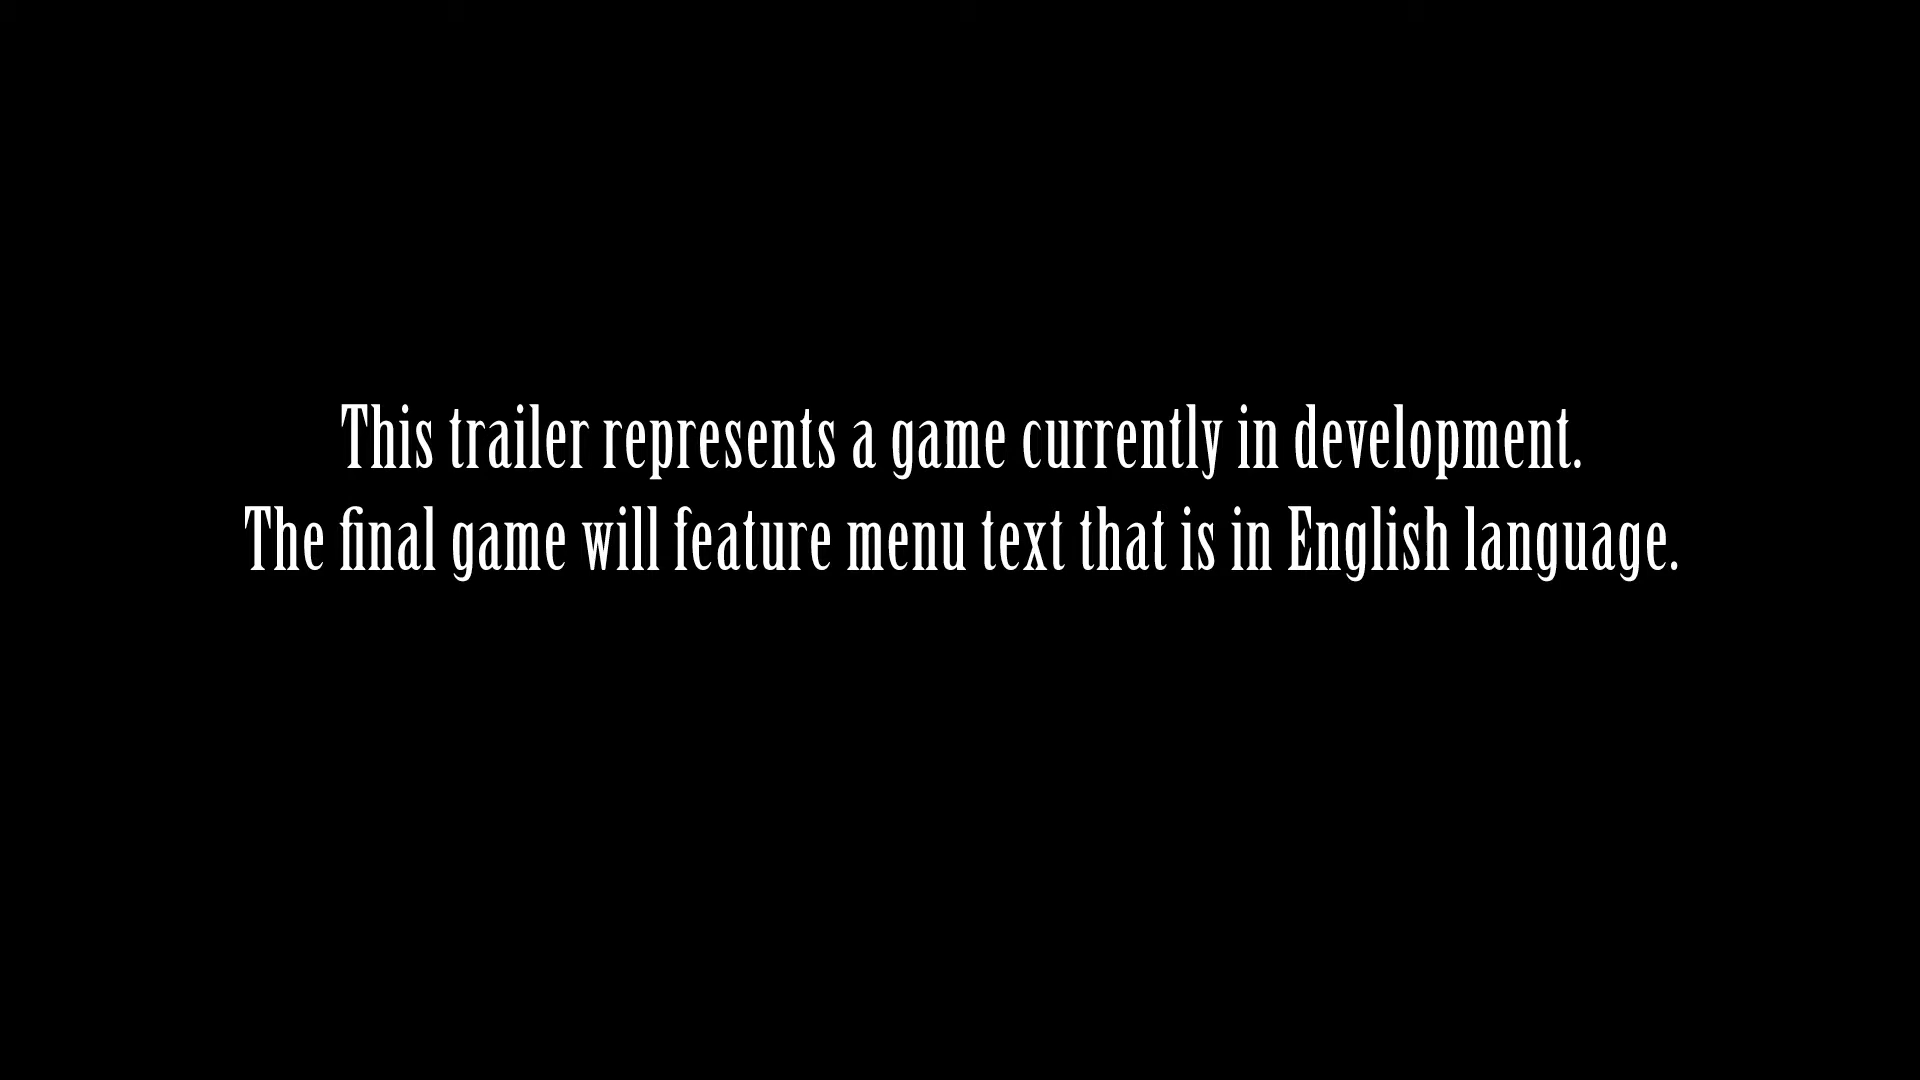 This trailer represents a game currently in development.
The final game will feature menu text that is in English language.